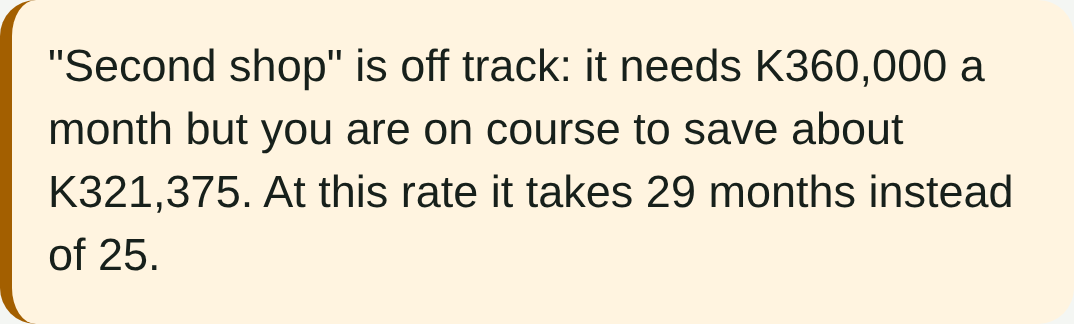 "Second shop" is off track: it needs K360,000 a
month but you are on course to save about
K321,375. At this rate it takes 29 months instead
of 25.